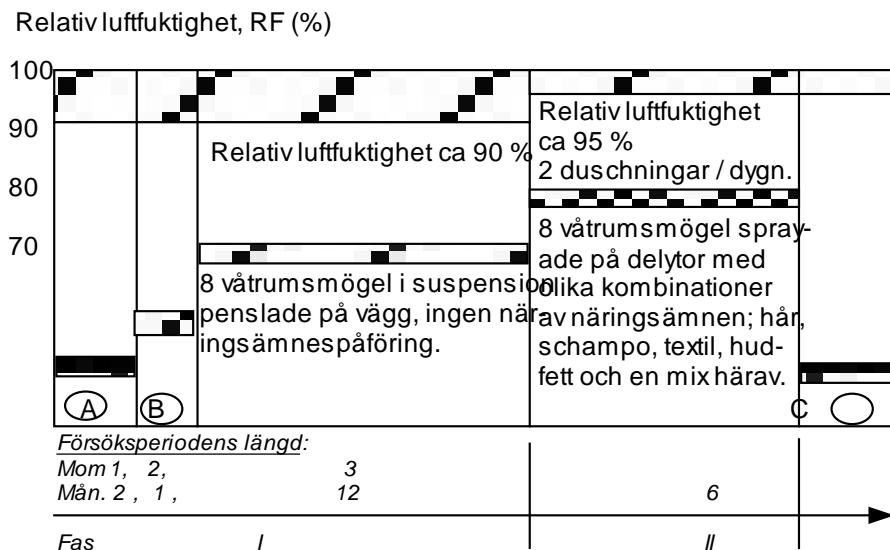 Relativ luftfuktighet, RF (%)
100
90
80
70
Relativ luftfuktighet ca 90 %
8 våtrumsmögel i suspension
penslade på vägg, ingen när-
ingsämnespåföring.
Relativ luftfuktighet
ca 95 %
2 duschningar / dygn.
8 våtrumsmögel spray-
ade på delytor med
olika kombinationer
av näringsämnen; hår,
schampo, textil, hud-
fett och en mix härav.
A B C
Försöksperiodens längd:
Mom 1, 2, 3
Mån. 2 , 1 , 12 6
Fas I II